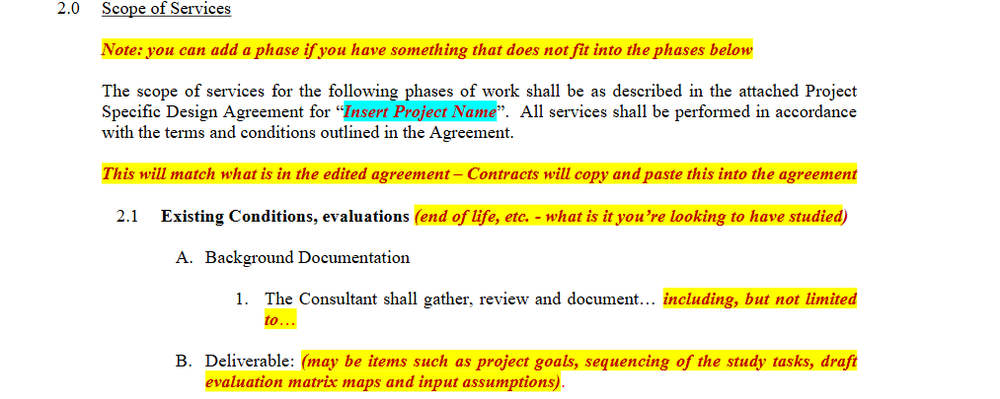 2.0 Scope of Services
Note: you can add a phase if you have something that does not fit into the phases below
The scope of services for the following phases of work shall be as described in the attached Project
Specific Design Agreement for “Insert Project Name”. All services shall be performed in accordance
with the terms and conditions outlined in the Agreement.
This will match what is in the edited agreement – Contracts will copy and paste this into the agreement
2.1 Existing Conditions, evaluations (end of life, etc. - what is it you’re looking to have studied)
A. Background Documentation
1. The Consultant shall gather, review and document… including, but not limited
to…
B. Deliverable: (may be items such as project goals, sequencing of the study tasks, draft
evaluation matrix maps and input assumptions).